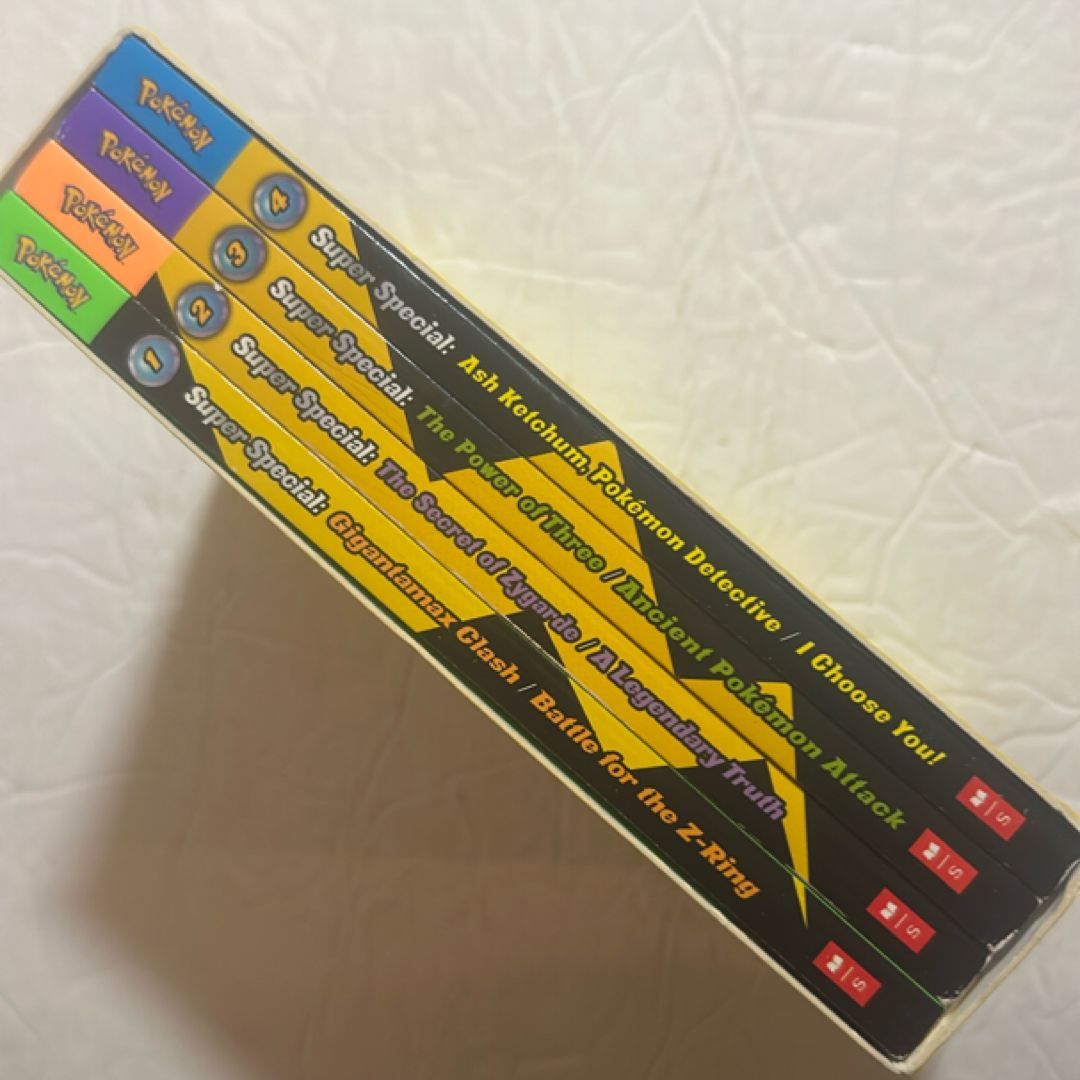 POKÉMON 4 Super Special: Ash Ketchum, Pokémon Detective / I Choose You!
POKÉMON 3 Super Special: The Power of Three / Ancient Pokémon Attack
POKÉMON 2 Super Special: The Secret of Zygarde / A Legendary Truth
POKÉMON 1 Super Special: Gigantamax Clash / Battle for the Z-Ring